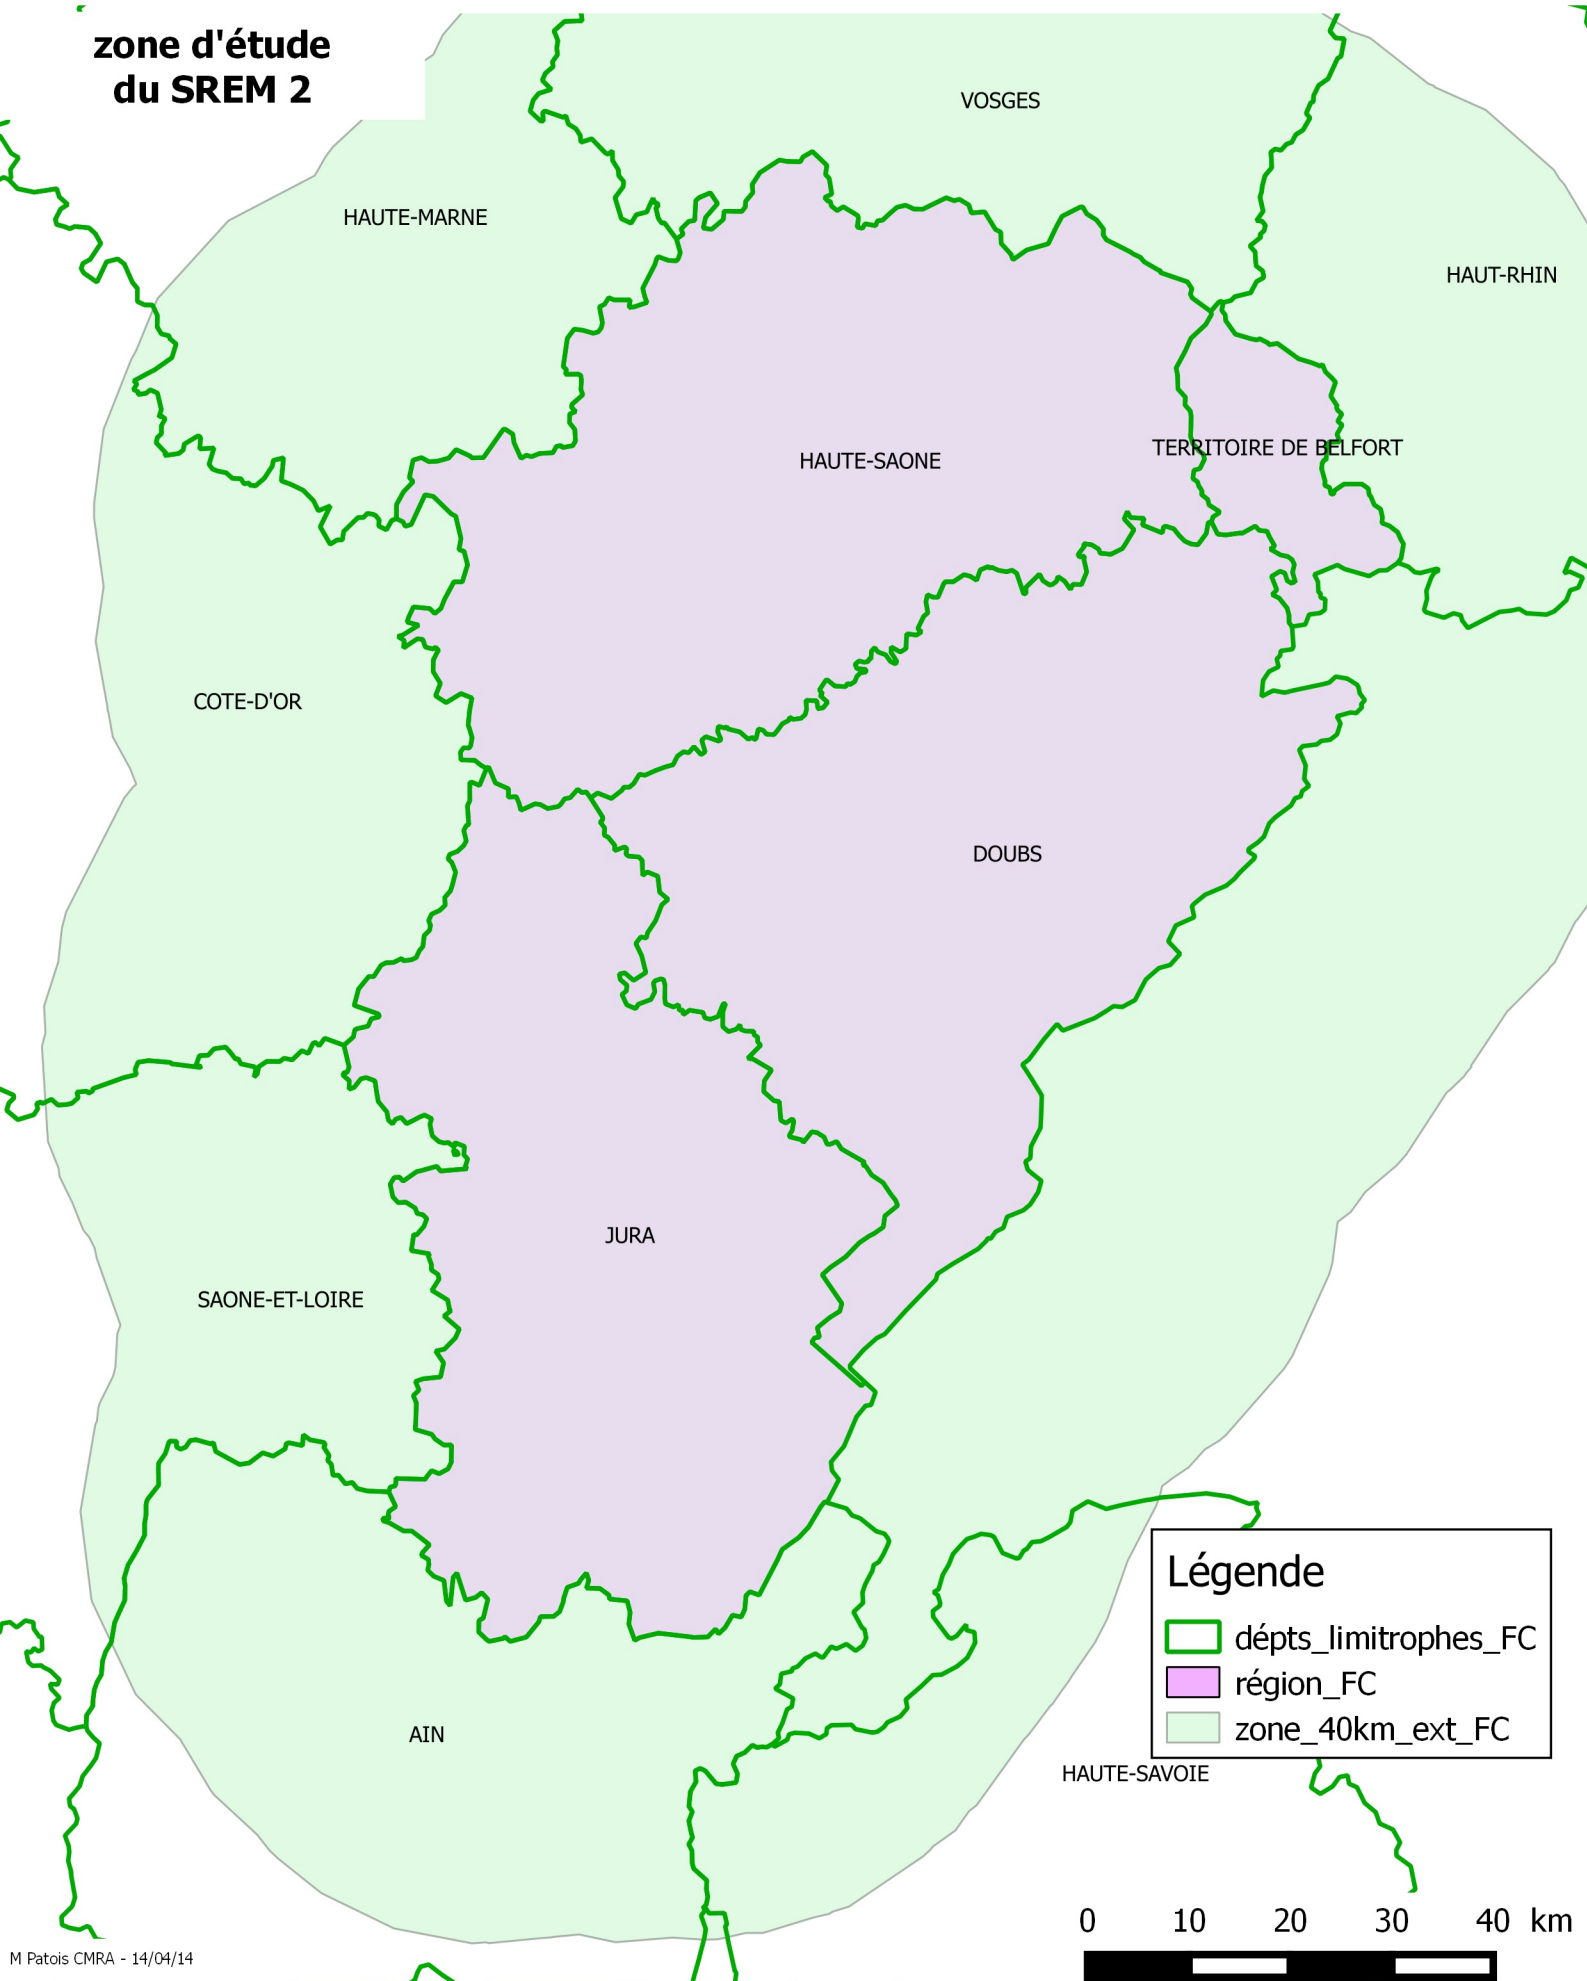 zone d'étude
du SREM 2
VOSGES
HAUTE-MARNE
HAUT-RHIN
TERRITOIRE DE BELFORT
HAUTE-SAONE
COTE-D'OR
DOUBS
JURA
SAONE-ET-LOIRE
Légende
dépts_limitrophes_FC
région_FC
zone_40km_ext_FC
AIN
HAUTE-SAVOIE
0 10 20 30 40 km
M Patois CMRA - 14/04/14